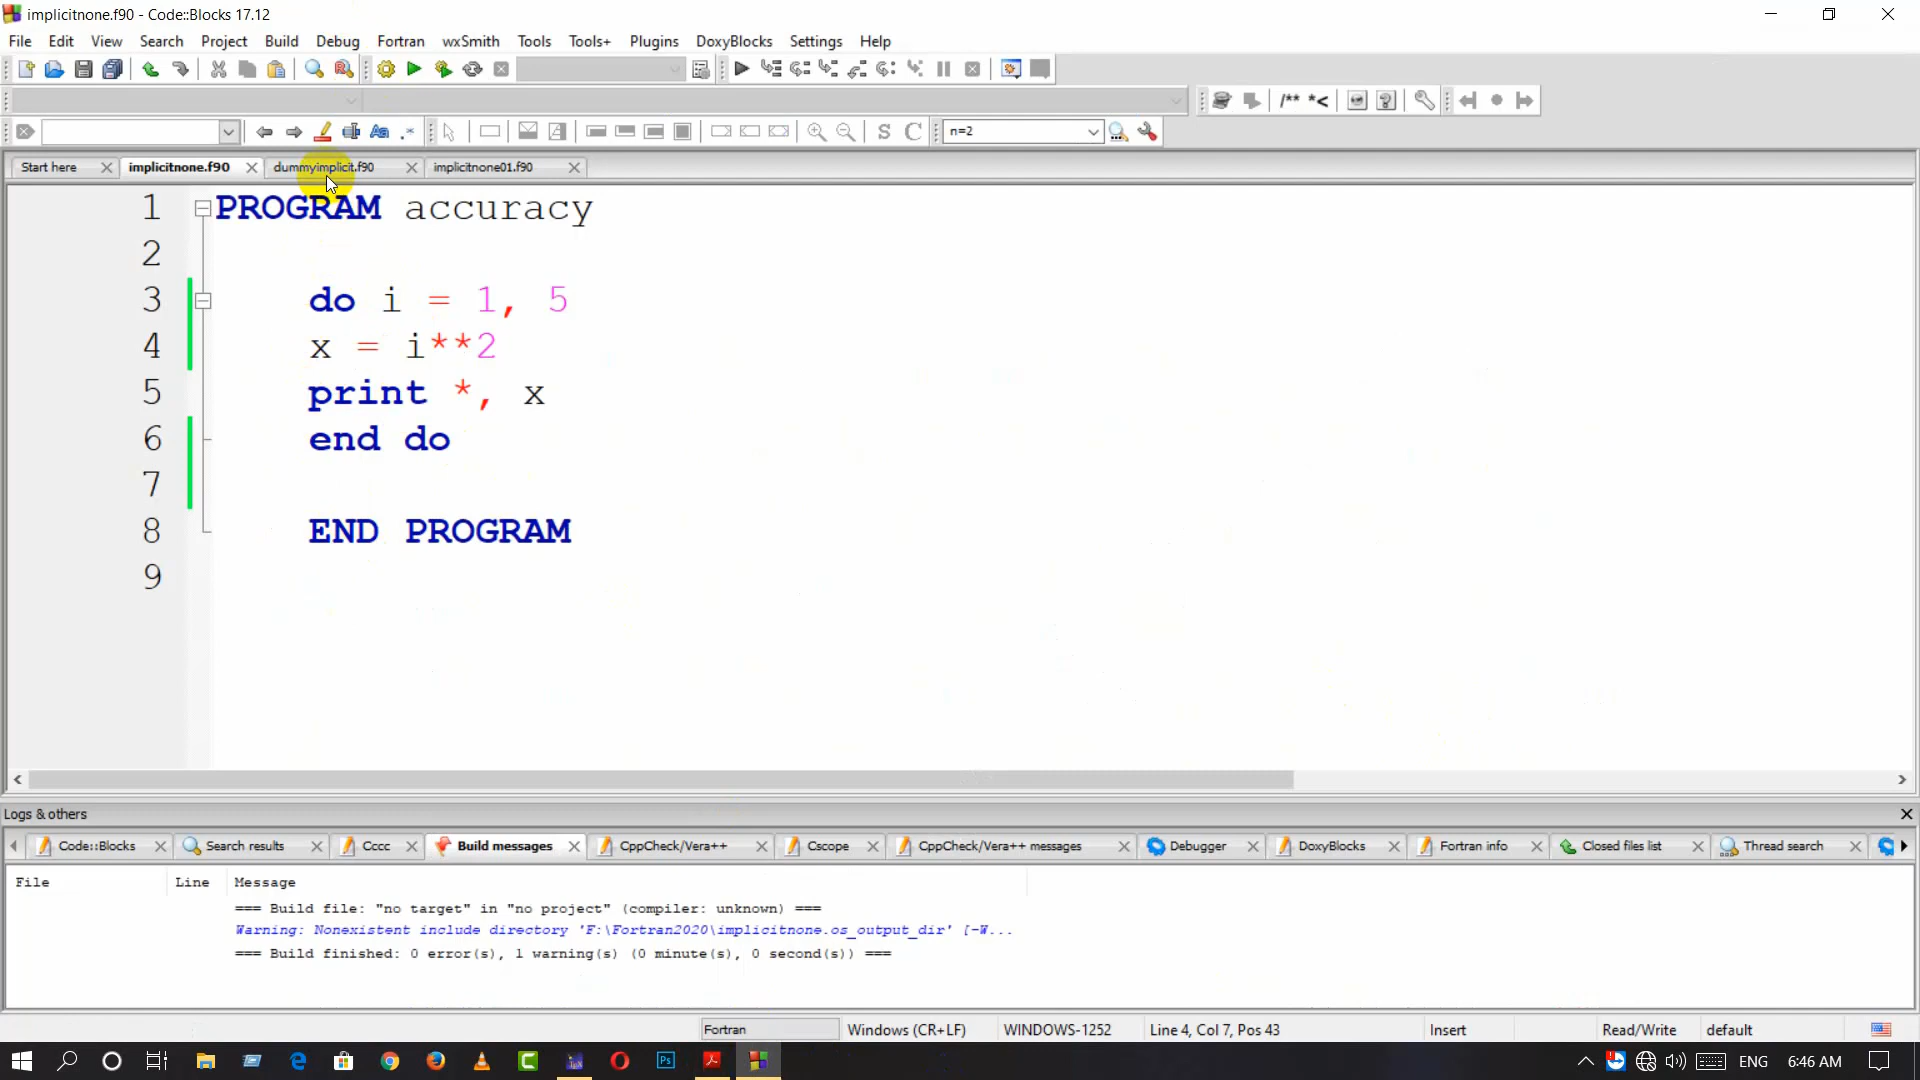 implicitnone.f90 - Code::Blocks 17.12
File Edit View Search Project Build Debug Fortran wxSmith Tools Tools+ Plugins DoxyBlocks Settings Help
/** *<
.* S C n=2
Start here implicitnone.f90 dummyimplicit.f90 implicitnone01.f90
1 PROGRAM accuracy
2
3 do i = 1, 5
4 x = i**2
5 print *, x
6 end do
7
8 END PROGRAM
9
Logs & others
Code::Blocks Search results Cccc Build messages CppCheck/Vera++ Cscope CppCheck/Vera++ messages Debugger DoxyBlocks Fortran info Closed files list Thread search
File Line Message
=== Build file: "no target" in "no project" (compiler: unknown) ===
Warning: Nonexistent include directory 'F:\Fortran2020\implicitnone.os_output_dir' [-W...
=== Build finished: 0 error(s), 1 warning(s) (0 minute(s), 0 second(s)) ===
Fortran Windows (CR+LF) WINDOWS-1252 Line 4, Col 7, Pos 43 Insert Read/Write default
ENG 6:46 AM